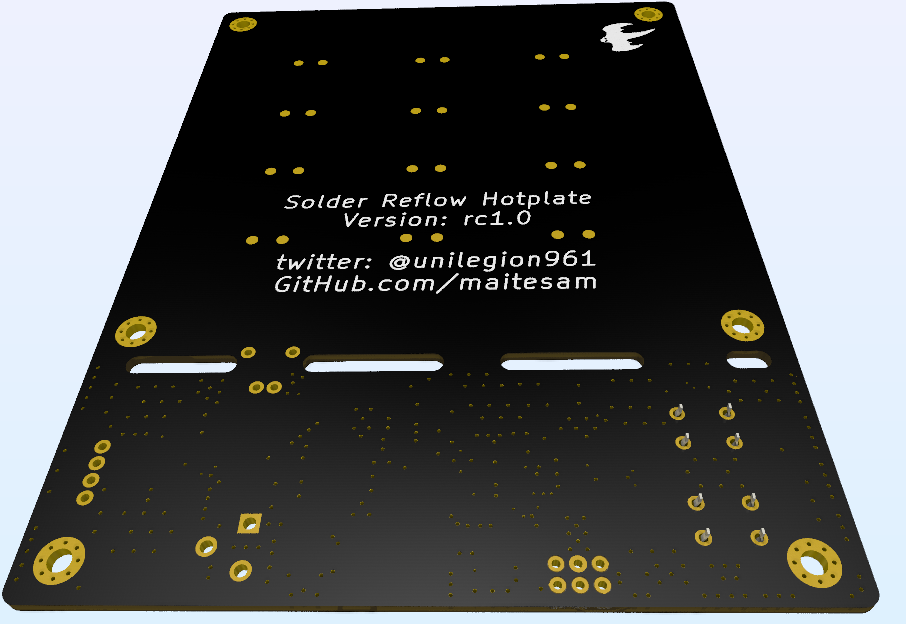 Solder Reflow Hotplate
Version: rc1.0
twitter: @unilegion961
GitHub.com/maitesam